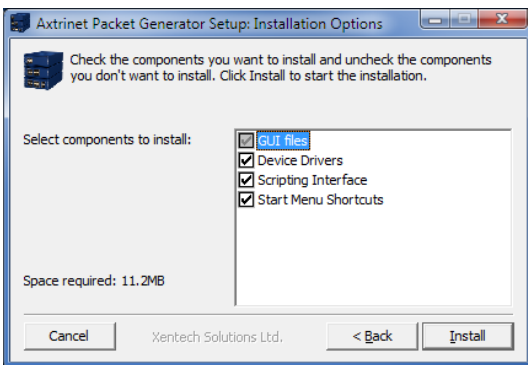 Axtrinet Packet Generator Setup: Installation Options
Check the components you want to install and uncheck the components
you don't want to install. Click Install to start the installation.
Select components to install:
GUI files
Device Drivers
Scripting Interface
Start Menu Shortcuts
Space required: 11.2MB
Cancel
Xentech Solutions Ltd.
< Back
Install